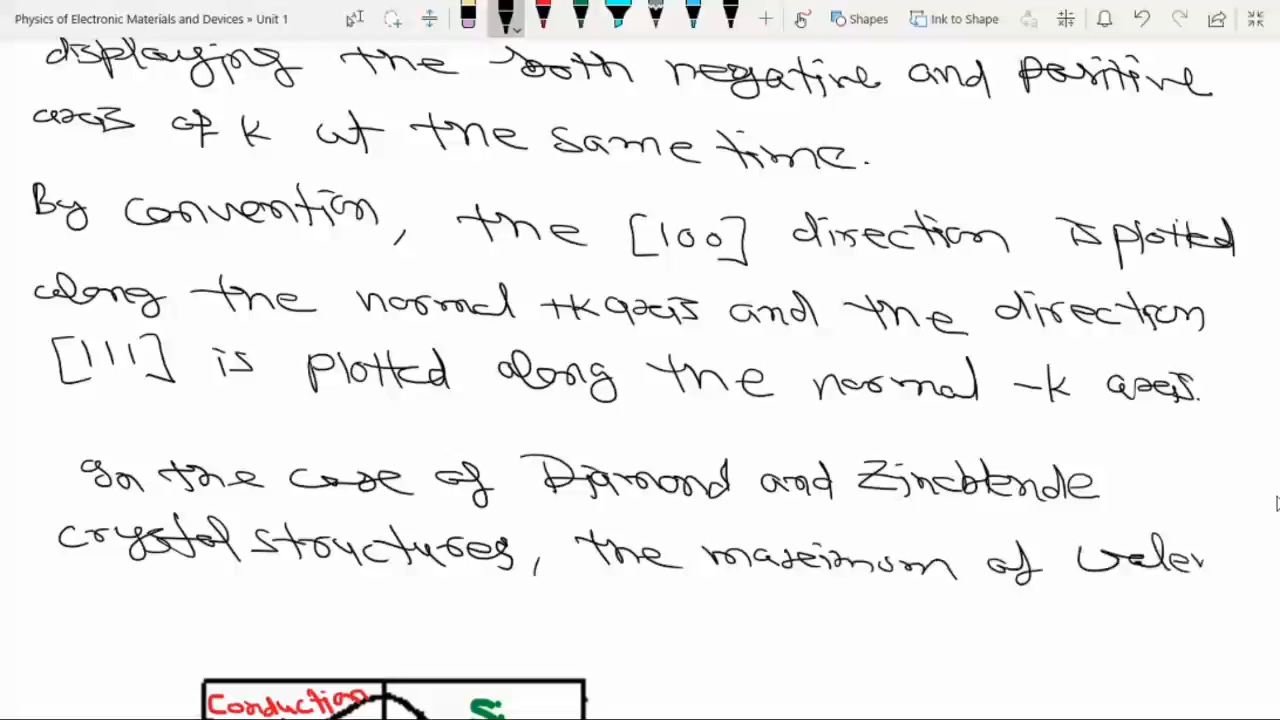 Physics of Electronic Materials and Devices » Unit 1
Shapes
Ink to Shape
displaying the both negative and positive
axis of k at the same time.
By convention, the [100] direction is plotted
along the normal +k axis and the direction
[111] is plotted along the normal -k axis.
In the case of Diamond and Zincblende
crystal structures, the maximum of valen
Conduction
Si